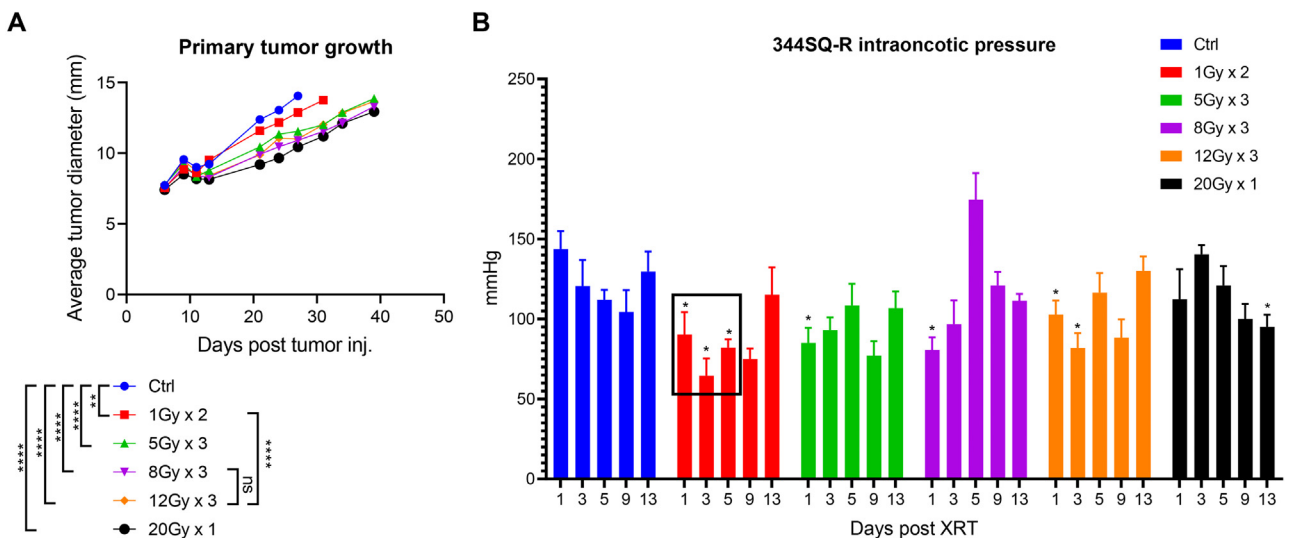 A
Primary tumor growth
Average tumor diameter (mm)
15
10
5
0
0 10 20 30 40 50
Days post tumor inj.
Ctrl
1Gy x 2
5Gy x 3
8Gy x 3
12Gy x 3
20Gy x 1
**
****
****
****
****
ns
****
B
344SQ-R intraoncotic pressure
mmHg
250
200
150
100
50
0
* * *
*
*
* *
*
1 3 5 9 13 1 3 5 9 13 1 3 5 9 13 1 3 5 9 13 1 3 5 9 13 1 3 5 9 13
Days post XRT
Ctrl
1Gy x 2
5Gy x 3
8Gy x 3
12Gy x 3
20Gy x 1